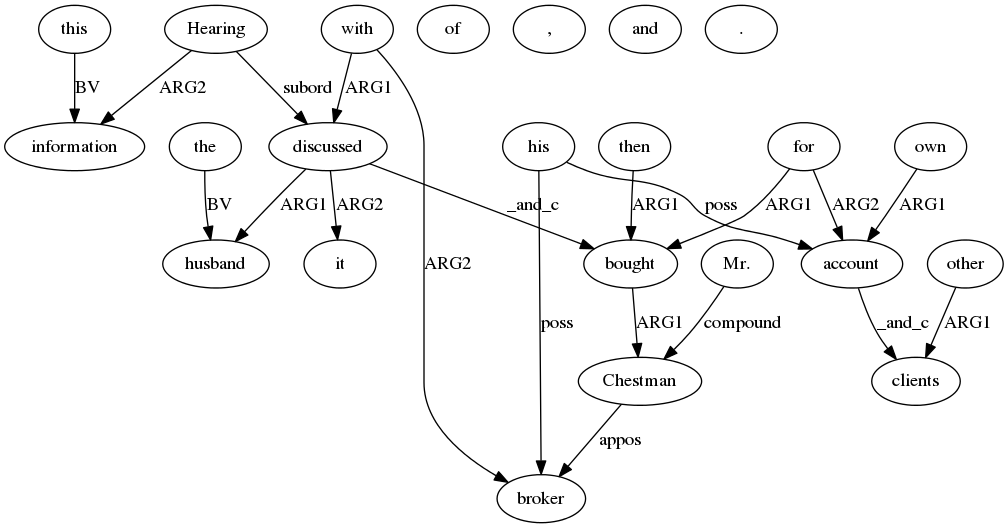 this Hearing with of , and .
BV ARG2 subord ARG1
information the discussed his then for own
BV ARG1 ARG2 _and_c ARG1 poss ARG1 ARG2 ARG1
husband it ARG2 bought Mr. account other
poss ARG1 compound _and_c ARG1
Chestman clients
appos
broker